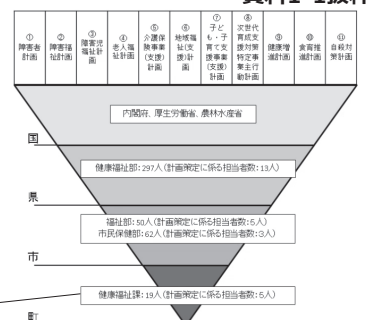 資料1-1抜粋
①
障害者
計画
②
障害福
祉計画
③
障害児
福祉計
画
④
老人福
祉計画
⑤
介護保
険事業
(支援)
計画
⑥
地域福
祉(支
援)計
画
⑦
子ど
も・子
育て支
援事業
(支援)
計画
⑧
次世代
育成支
援対策
特定事
業主行
動計画
⑨
健康増
進計画
⑩
食育推
進計画
⑪
自殺対
策計画
内閣府、厚生労働省、農林水産省
国
健康福祉部:297人(計画策定に係る担当者数:13人)
県
福祉部:50人(計画策定に係る担当者数:5人)
市民保健部:62人(計画策定に係る担当者数:3人)
市
健康福祉課:19人(計画策定に係る担当者数:5人)
町